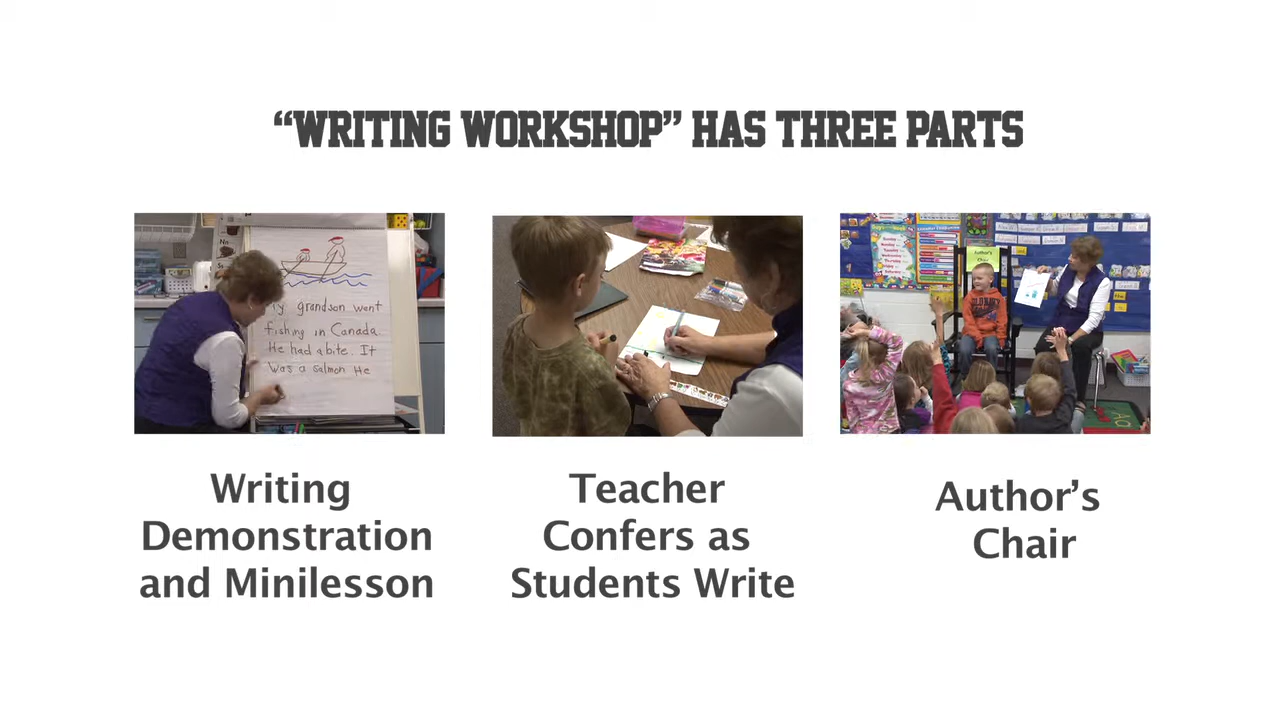 “WRITING WORKSHOP” HAS THREE PARTS
My grandson went
fishing in Canada.
He had a bite. It
was a salmon He
Author's
Chair
Writing
Demonstration
and Minilesson
Teacher
Confers as
Students Write
Author’s
Chair